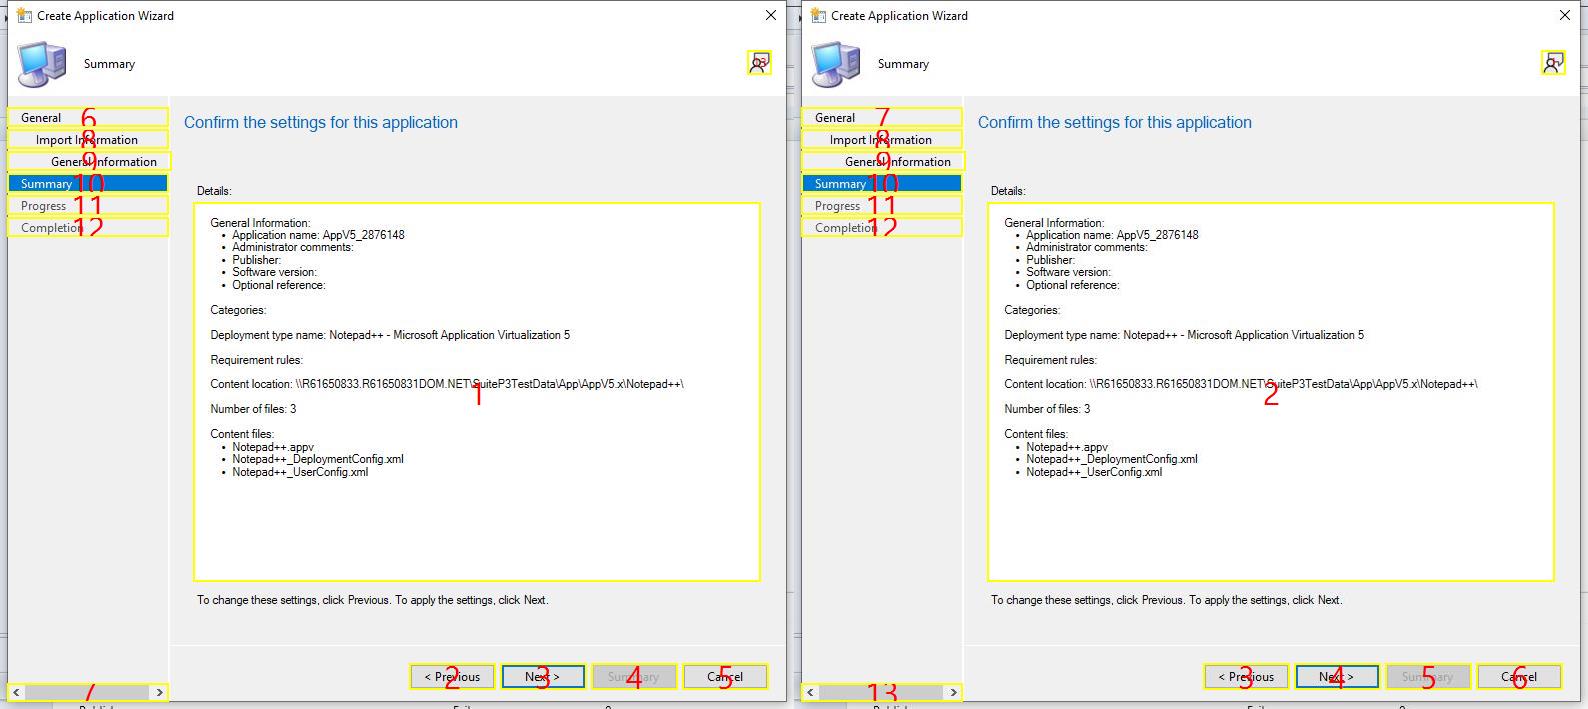 Create Application Wizard
Summary
13
General 6
Import Information 8
General Information 9
Summary 10
Progress 11
Completion 12
Confirm the settings for this application
Details:
General Information:
• Application name: AppV5_2876148
• Administrator comments:
• Publisher:
• Software version:
• Optional reference:
Categories:
Deployment type name: Notepad++ - Microsoft Application Virtualization 5
Requirement rules:
Content location: \\R61650833.R61650831DOM.NET\SuiteP3TestData\App\AppV5.x\Notepad++\
1
Number of files: 3
Content files:
• Notepad++.appv
• Notepad++_DeploymentConfig.xml
• Notepad++_UserConfig.xml
To change these settings, click Previous. To apply the settings, click Next.
< Previous 2
Next > 3
Summary 4
Cancel 5
7
Create Application Wizard
Summary
General 7
Import Information 8
General Information 9
Summary 10
Progress 11
Completion 12
Confirm the settings for this application
Details:
General Information:
• Application name: AppV5_2876148
• Administrator comments:
• Publisher:
• Software version:
• Optional reference:
Categories:
Deployment type name: Notepad++ - Microsoft Application Virtualization 5
Requirement rules:
Content location: \\R61650833.R61650831DOM.NET\SuiteP3TestData\App\AppV5.x\Notepad++\
2
Number of files: 3
Content files:
• Notepad++.appv
• Notepad++_DeploymentConfig.xml
• Notepad++_UserConfig.xml
To change these settings, click Previous. To apply the settings, click Next.
< Previous 3
Next > 4
Summary 5
Cancel 6
13